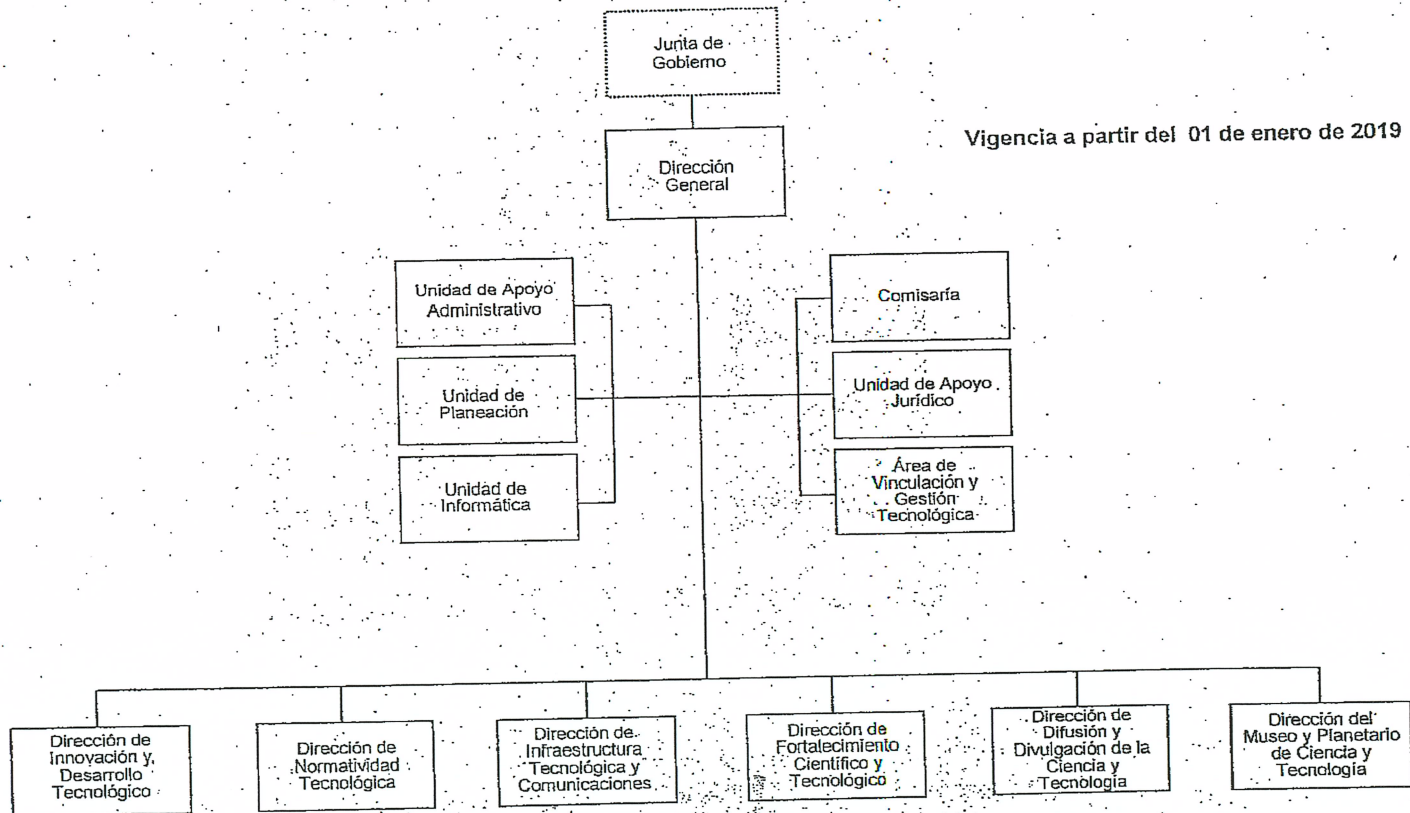 Junta de
Gobierno
Dirección
General
Vigencia a partir del 01 de enero de 2019
Unidad de Apoyo
Administrativo
Comisaría
Unidad de
Planeación
Unidad de Apoyo
Jurídico
Unidad de
Informática
Área de
Vinculación y
Gestión
Tecnológica
Dirección de
Innovación y
Desarrollo
Tecnológico
Dirección de
Normatividad
Tecnológica
Dirección de
Infraestructura
Tecnológica y
Comunicaciones
Dirección de
Fortalecimiento
Científico y
Tecnológico
Dirección de
Difusión y
Divulgación de la
Ciencia y
Tecnología
Dirección del
Museo y Planetario
de Ciencia y
Tecnología